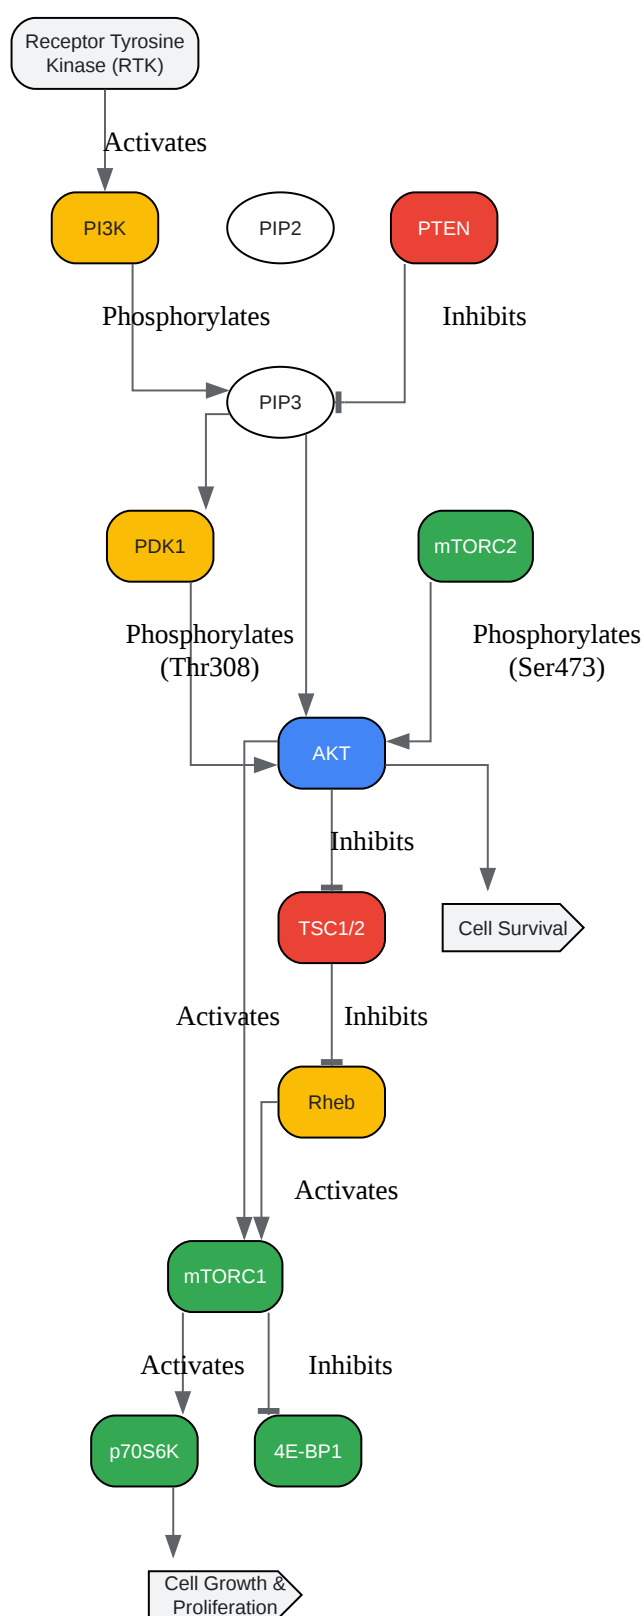 Receptor Tyrosine
Kinase (RTK)
Activates
PI3K
PIP2
PTEN
Phosphorylates
Inhibits
PIP3
PDK1
mTORC2
Phosphorylates
(Thr308)
Phosphorylates
(Ser473)
AKT
Inhibits
TSC1/2
Cell Survival
Activates
Inhibits
Rheb
Activates
mTORC1
Activates
Inhibits
p70S6K
4E-BP1
Cell Growth &
Proliferation